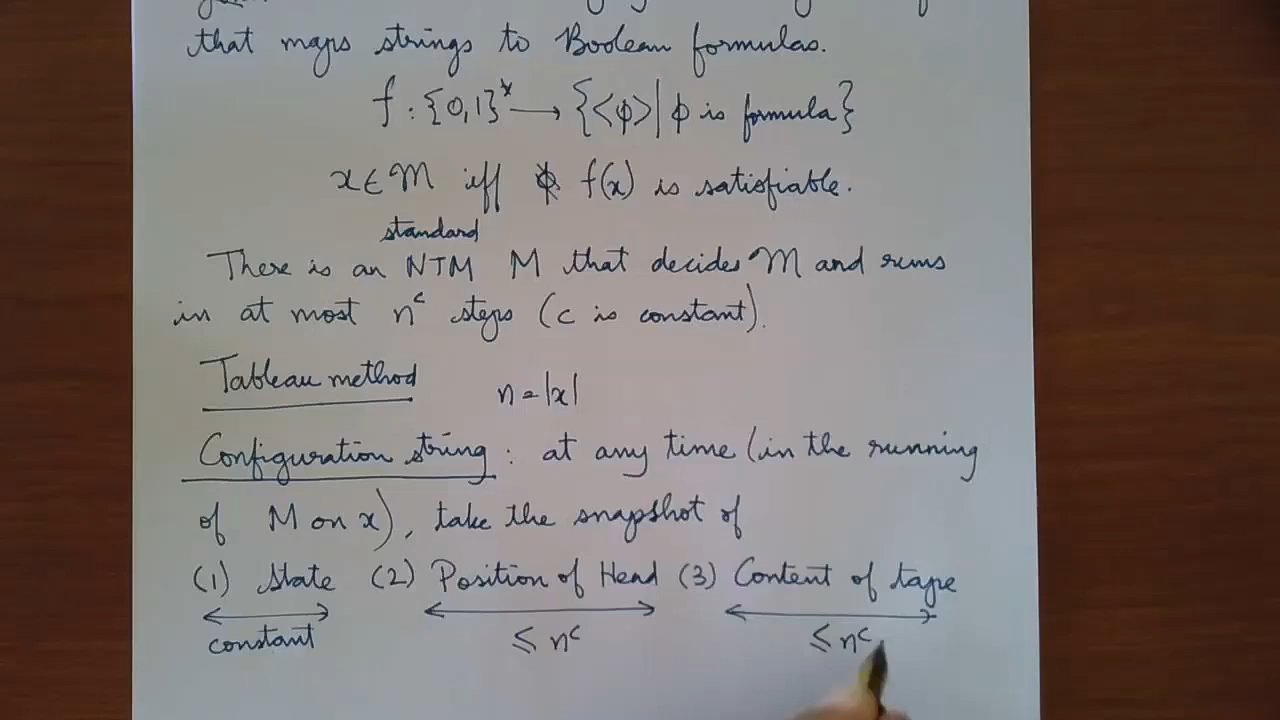 that maps strings to Boolean formulas.
f : {0,1}* → {<φ> | φ is formula}
x ∈ M iff f(x) is satisfiable.
standard
There is an NTM M that decides M and runs
in at most n^c steps (c is constant).
Tableau method n = |x|
Configuration string : at any time (in the running
of M on x), take the snapshot of
(1) State (2) Position of Head (3) Content of tape
constant ≤ n^c ≤ n^c